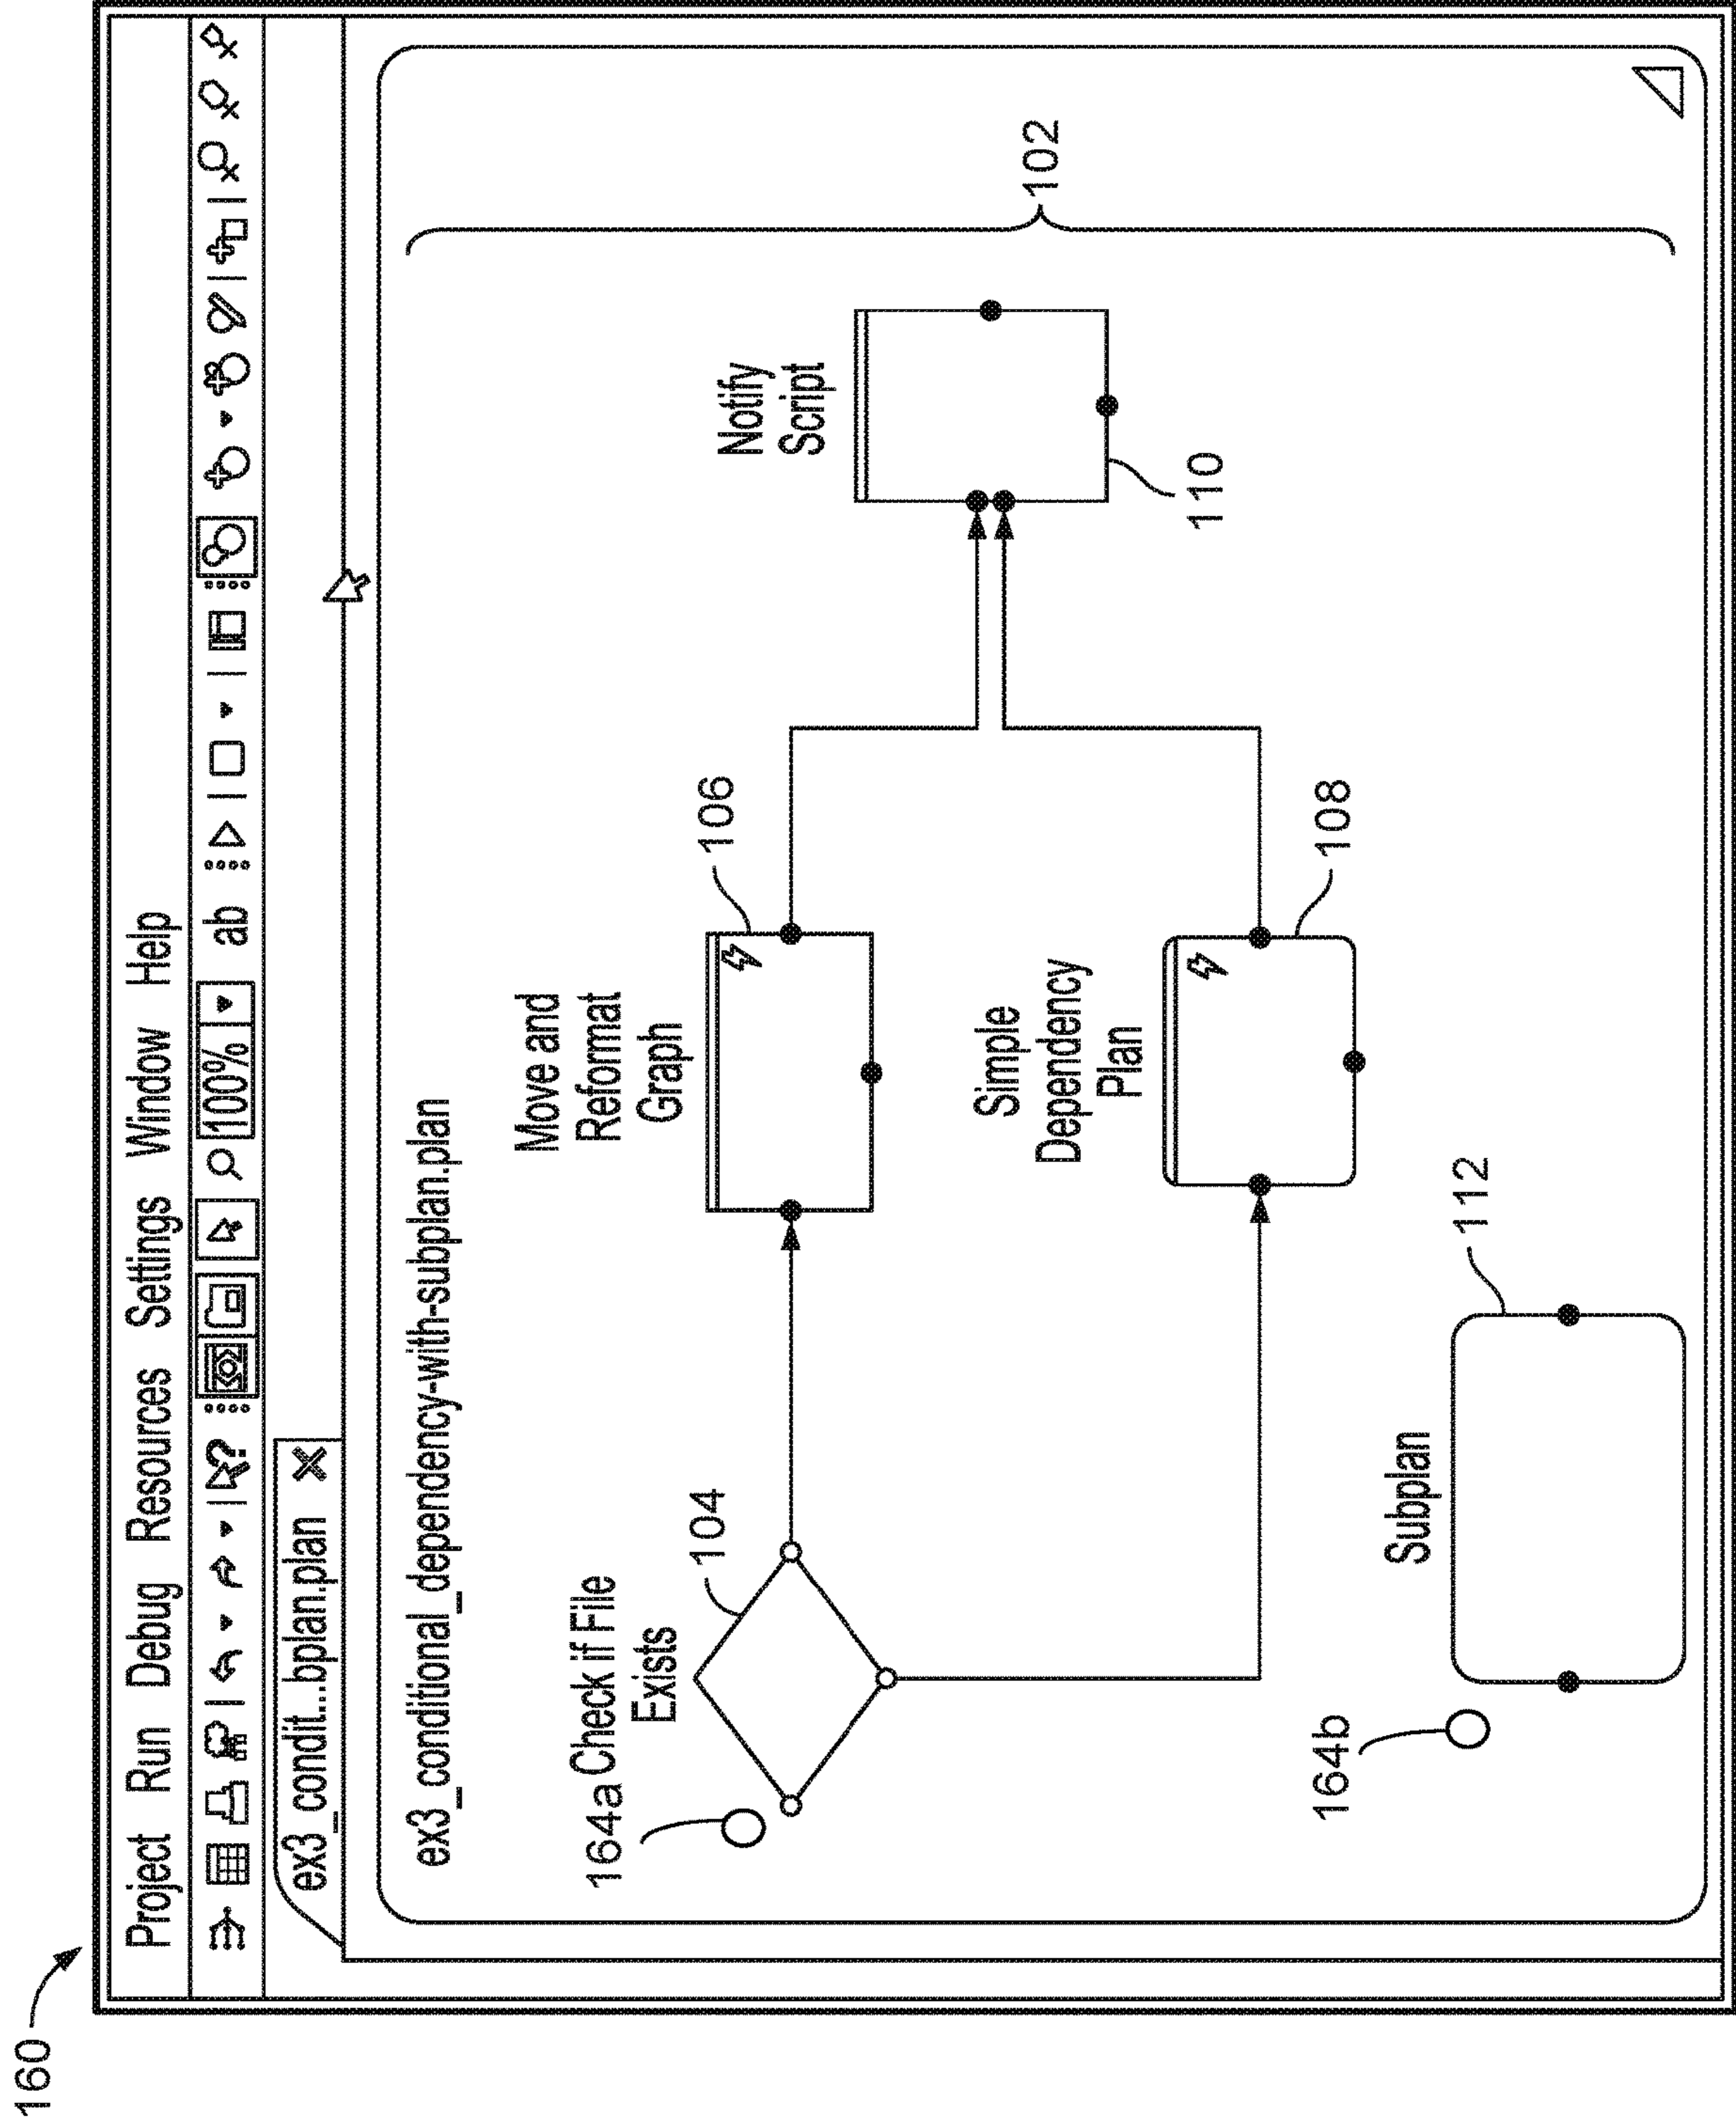 160
Project Run Debug Resources Settings Window Help
100%
ab
ex3_condit...bplan.plan X
ex3_conditional_dependency-with-subplan.plan
102
164a
Check if File
Exists
104
Move and
Reformat
Graph
106
Notify
Script
110
Simple
Dependency
Plan
108
164b
Subplan
112